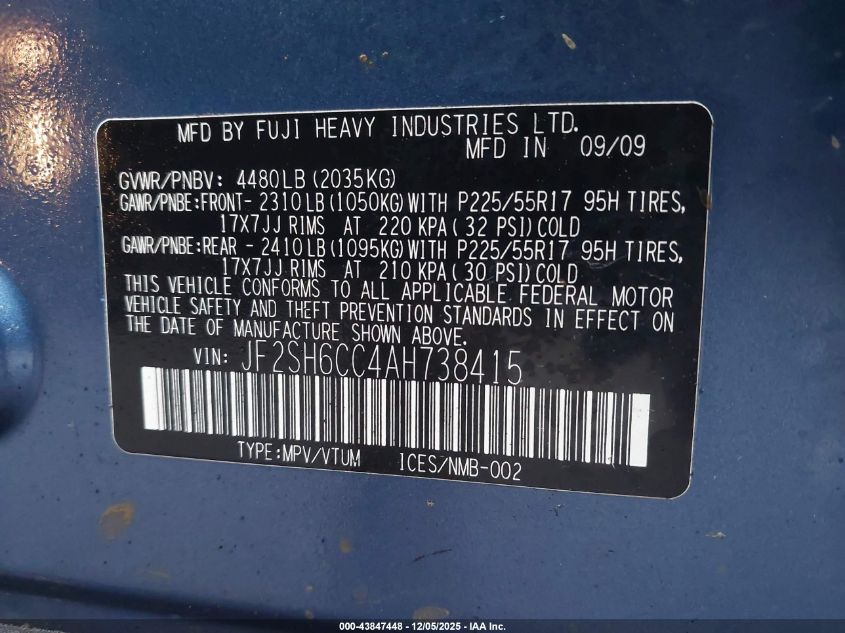 MFD BY FUJI HEAVY INDUSTRIES LTD.
MFD IN 09/09
GVWR/PNBV: 4480LB (2035KG)
GAWR/PNBE:FRONT- 2310LB (1050KG) WITH P225/55R17 95H TIRES,
17X7JJ RIMS AT 220 KPA ( 32 PSI) COLD
GAWR/PNBE:REAR - 2410LB (1095KG) WITH P225/55R17 95H TIRES,
17X7JJ RIMS AT 210 KPA ( 30 PSI) COLD
THIS VEHICLE CONFORMS TO ALL APPLICABLE FEDERAL MOTOR
VEHICLE SAFETY AND THEFT PREVENTION STANDARDS IN EFFECT ON
THE DATE OF MANUFACTURE SHOWN ABOVE.
VIN: JF2SH6CC4AH738415
TYPE:MPV/VTUM ICES/NMB-002
000-43847448 - 12/05/2025 - IAA Inc.